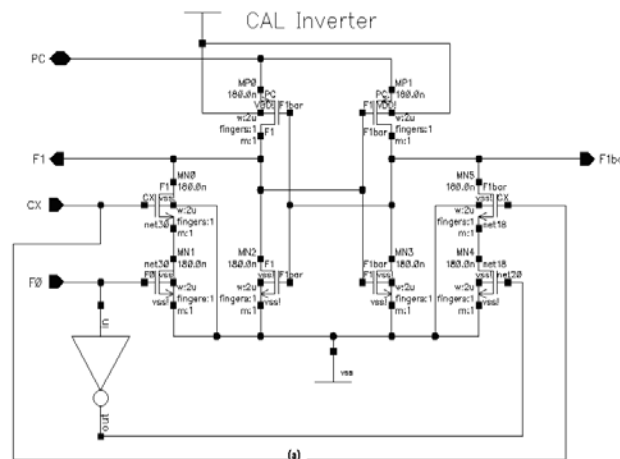 CAL Inverter
PC
MP0
180.0n
PC
VDD!
F1bar
w:2u
fingers:1
F1
m:1
MP1
180.0n
PC
F1
VDD!
w:2u
F1bar
fingers:1
m:1
F1
F1bar
CX
MN0
180.0n
F1
CX
vss!
w:2u
fingers:1
net30
m:1
MN5
180.0n
F1bar
vss!
CX
w:2u
fingers:1
net18
m:1
F0
net30
MN1
180.0n
F0
vss!
w:2u
fingers:1
vss!
m:1
MN2
180.0n
F1
vss!
F1bar
w:2u
fingers:1
vss!
m:1
MN3
180.0n
F1bar
F1
vss!
w:2u
fingers:1
vss!
m:1
MN4
180.0n
net18
vss!
net20
w:2u
fingers:1
vss!
m:1
in
out
vss
(a)